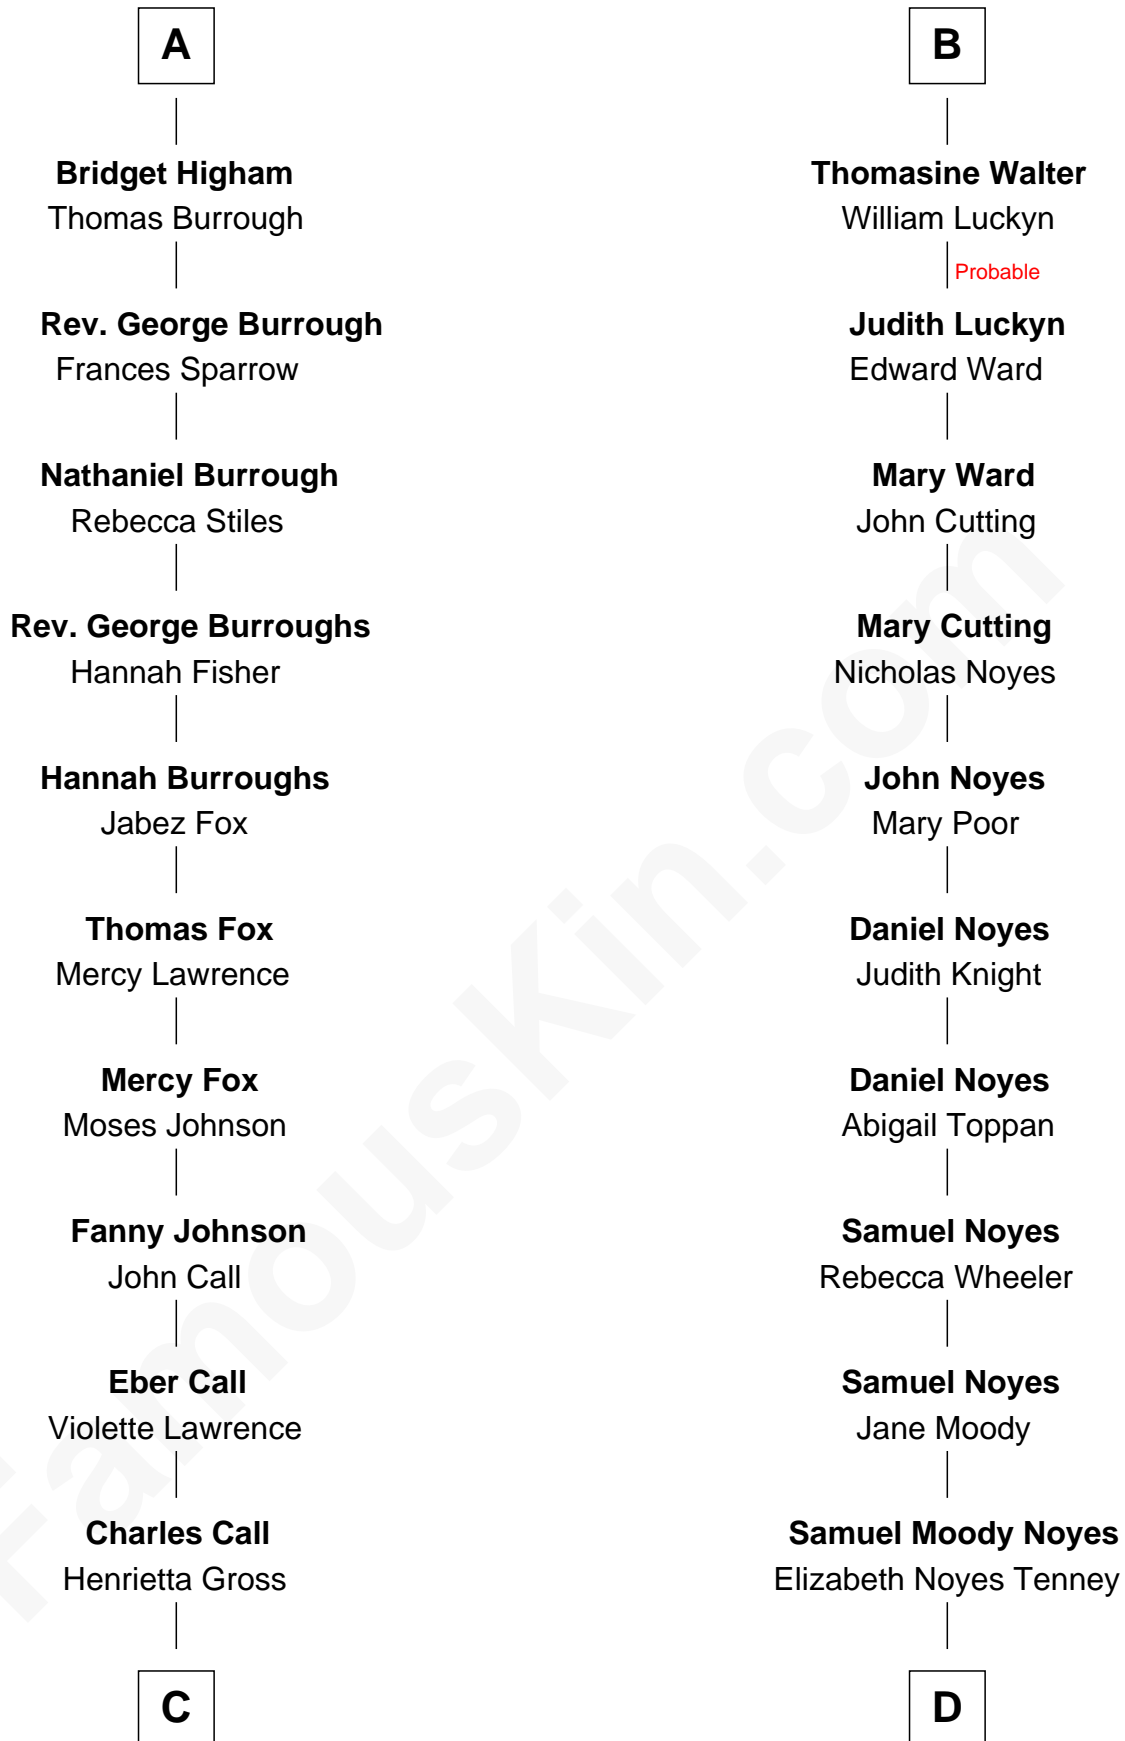 A
Bridget Higham
Thomas Burrough
Rev. George Burrough
Frances Sparrow
Nathaniel Burrough
Rebecca Stiles
Rev. George Burroughs
Hannah Fisher
Hannah Burroughs
Jabez Fox
Thomas Fox
Mercy Lawrence
Mercy Fox
Moses Johnson
Fanny Johnson
John Call
Eber Call
Violette Lawrence
Charles Call
Henrietta Gross
C
B
Thomasine Walter
William Luckyn
Probable
Judith Luckyn
Edward Ward
Mary Ward
John Cutting
Mary Cutting
Nicholas Noyes
John Noyes
Mary Poor
Daniel Noyes
Judith Knight
Daniel Noyes
Abigail Toppan
Samuel Noyes
Rebecca Wheeler
Samuel Noyes
Jane Moody
Samuel Moody Noyes
Elizabeth Noyes Tenney
D
FamousKin.com